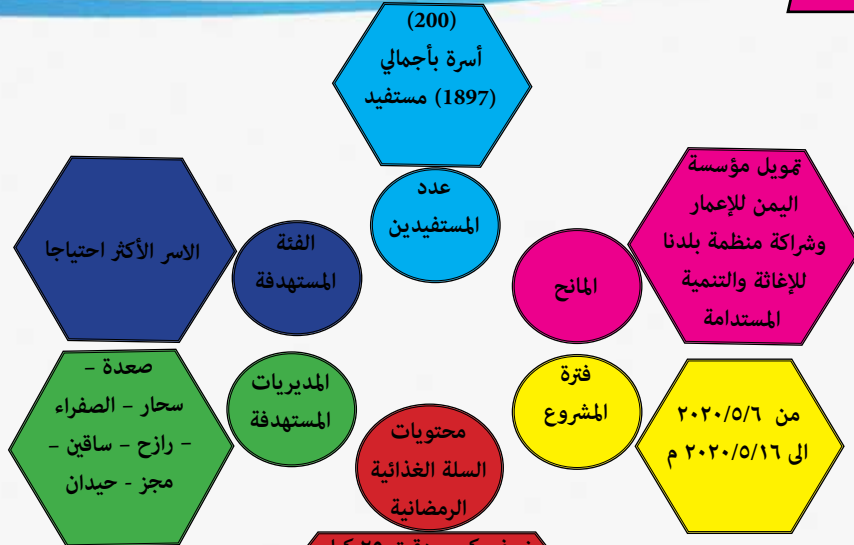 (200)
أسرة بأجمالي
(1897) مستفيد
عدد
المستفيدين
تمويل مؤسسة
اليمن للإعمار
وشراكة منظمة بلدنا
للإغاثة والتنمية
المستدامة
المانح
الفئة
المستهدفة
الاسر الأكثر احتياجا
فترة
المشروع
من ٢٠٢٠/٥/٦
الى ٢٠٢٠/٥/١٦ م
المديريات
المستهدفة
صعدة –
سحار – الصفراء
– رازح – ساقين –
مجز - حيدان
محتويات
السلة الغذائية
الرمضانية